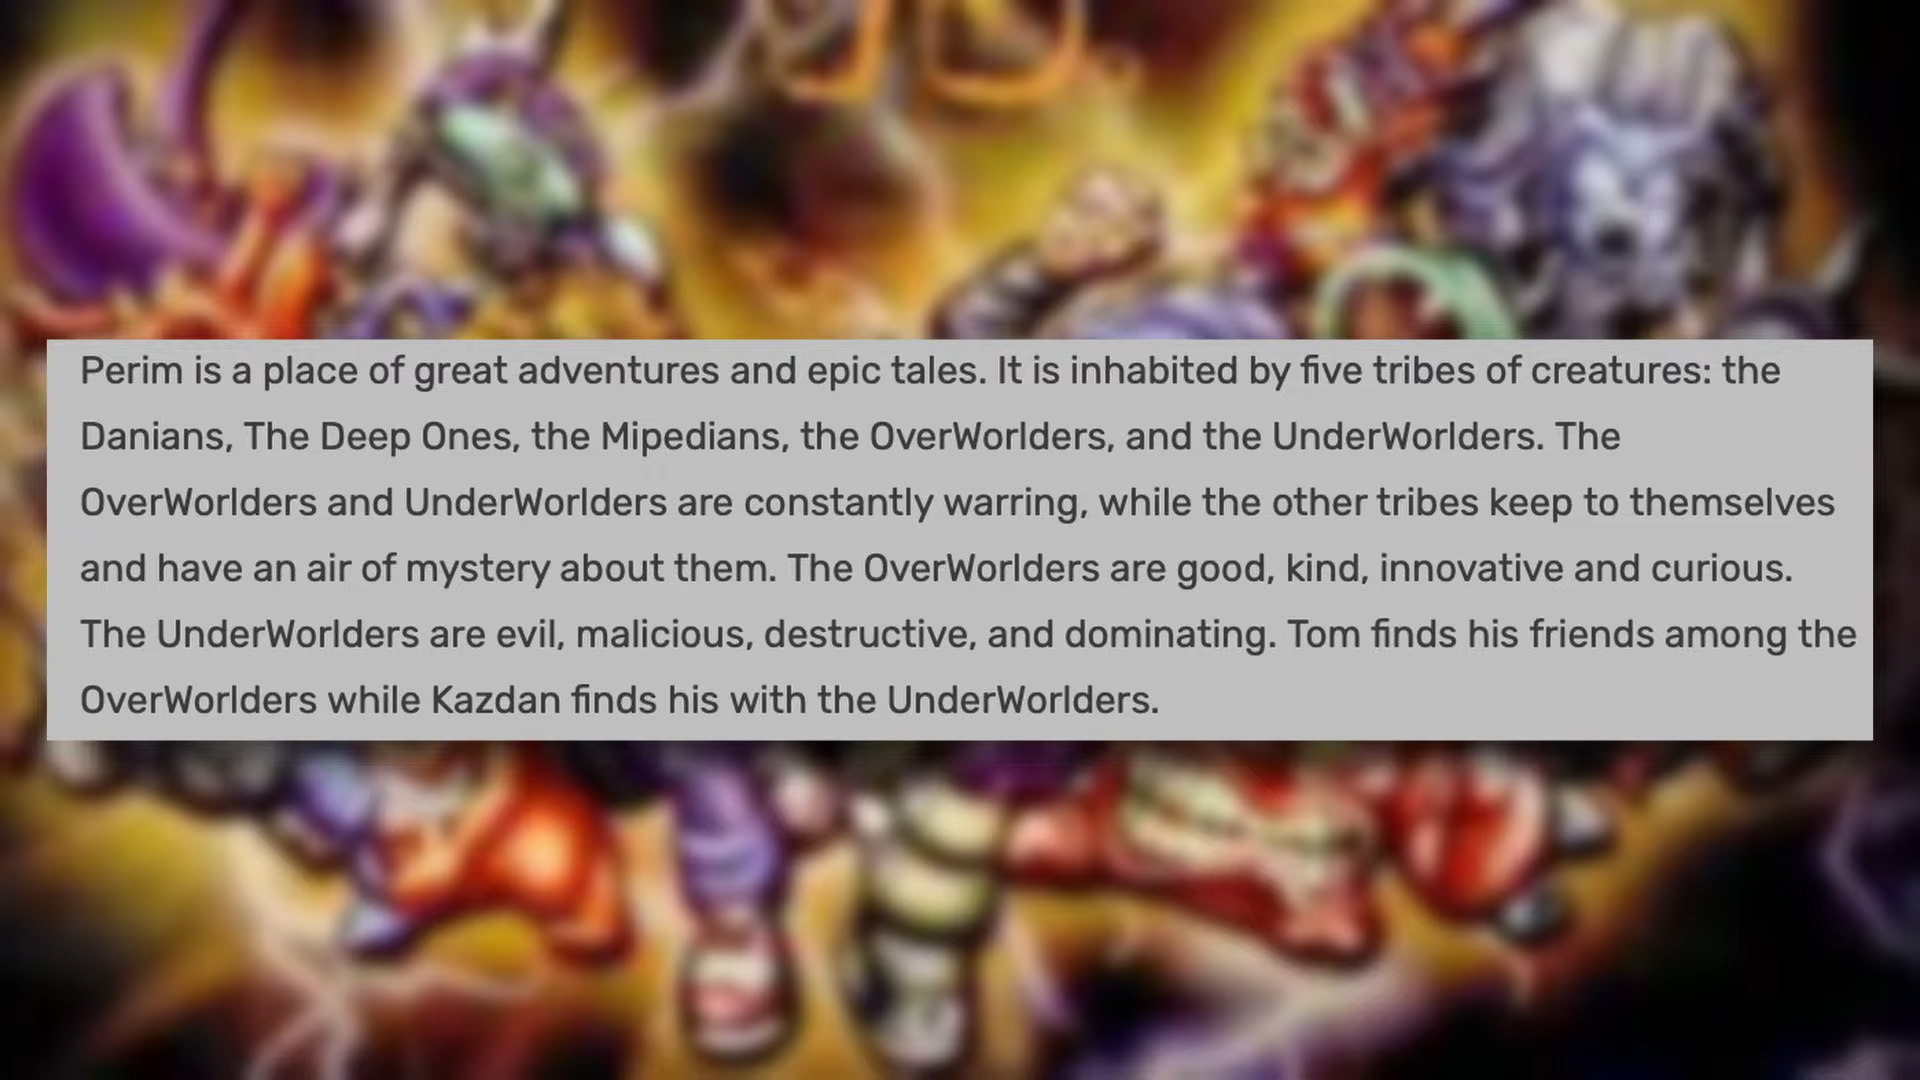 Perim is a place of great adventures and epic tales. It is inhabited by five tribes of creatures: the
Danians, The Deep Ones, the Mipedians, the OverWorlders, and the UnderWorlders. The
OverWorlders and UnderWorlders are constantly warring, while the other tribes keep to themselves
and have an air of mystery about them. The OverWorlders are good, kind, innovative and curious.
The UnderWorlders are evil, malicious, destructive, and dominating. Tom finds his friends among the
OverWorlders while Kazdan finds his with the UnderWorlders.